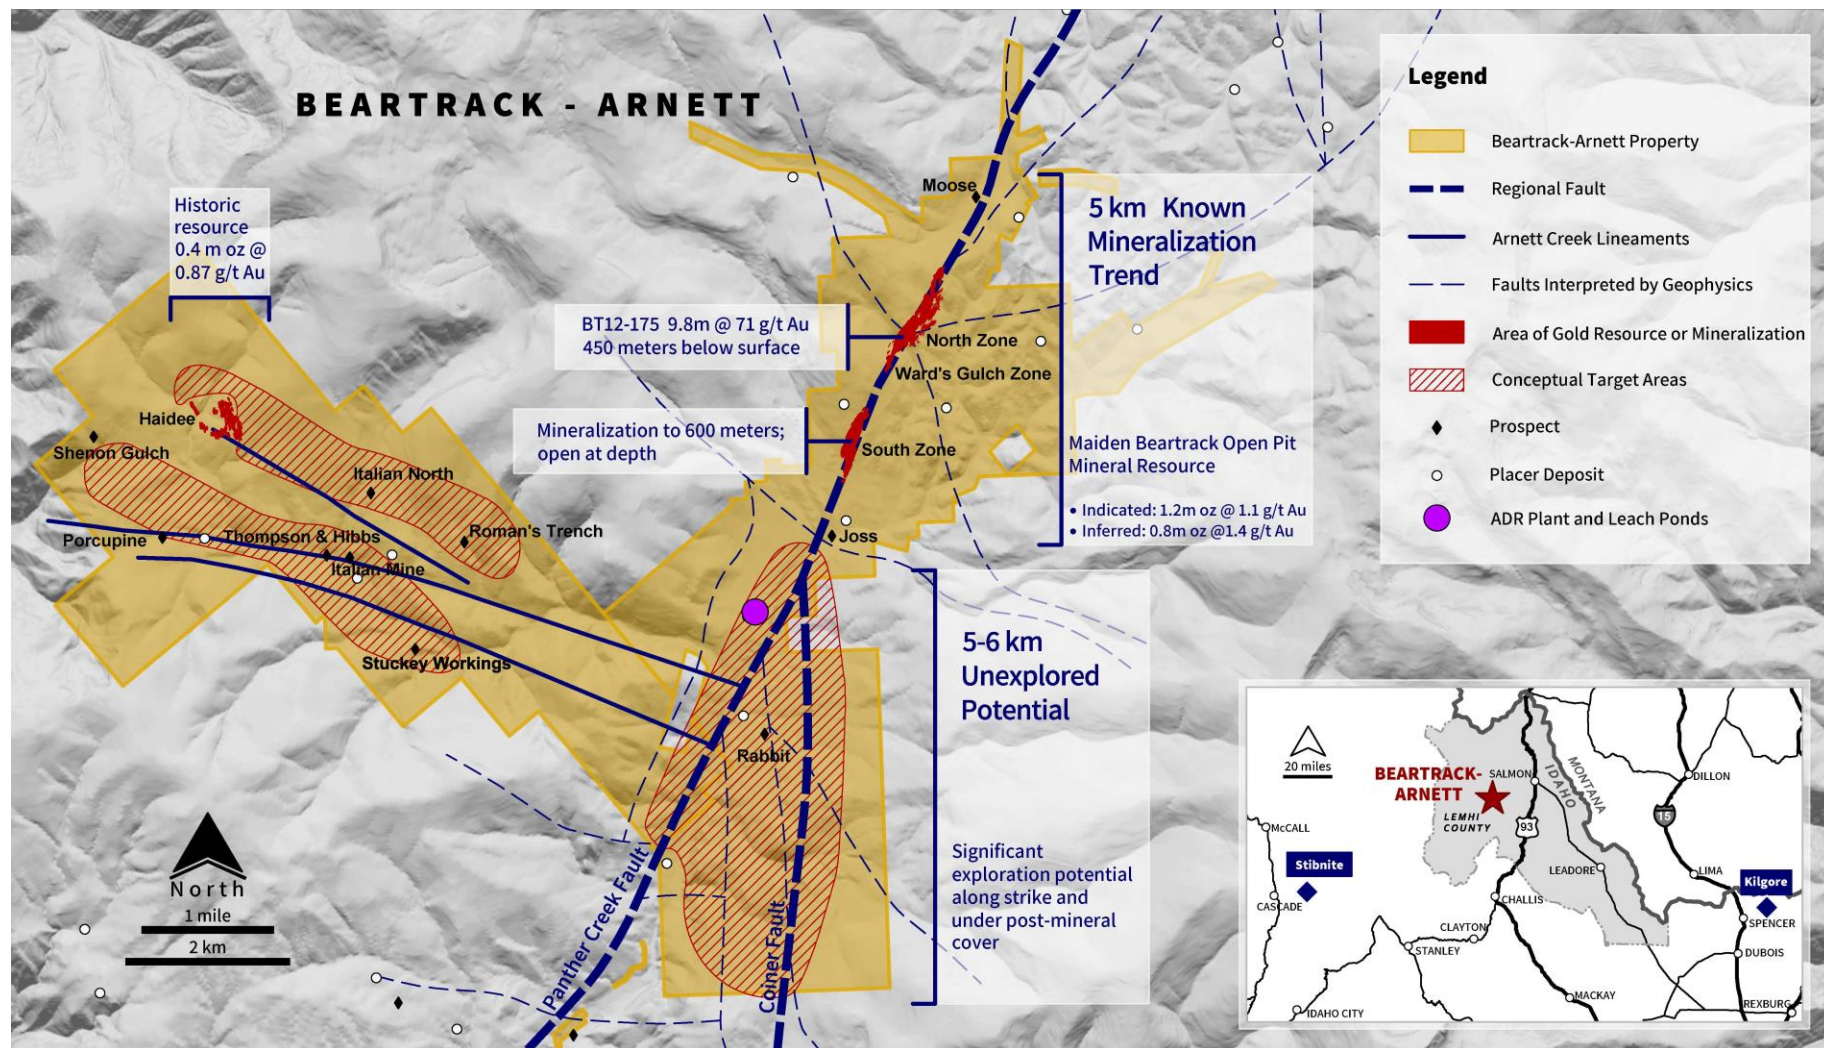 BEARTRACK - ARNETT
Historic
resource
0.4 m oz @
0.87 g/t Au
Moose
5 km Known
Mineralization
Trend
BT12-175 9.8m @ 71 g/t Au
450 meters below surface
North Zone
Ward's Gulch Zone
Mineralization to 600 meters;
open at depth
South Zone
Maiden Beartrack Open Pit
Mineral Resource
• Indicated: 1.2m oz @ 1.1 g/t Au
• Inferred: 0.8m oz @1.4 g/t Au
Haidee
Shenon Gulch
Italian North
Roman's Trench
Porcupine
Thompson & Hibbs
Italian Mine
Stuckey Workings
Joss
5-6 km
Unexplored
Potential
Rabbit
Significant
exploration potential
along strike and
under post-mineral
cover
Panther Creek Fault
Coiner Fault
North
1 mile
2 km
Legend
Beartrack-Arnett Property
Regional Fault
Arnett Creek Lineaments
Faults Interpreted by Geophysics
Area of Gold Resource or Mineralization
Conceptual Target Areas
Prospect
Placer Deposit
ADR Plant and Leach Ponds
20 miles
BEARTRACK-
ARNETT
SALMON
IDAHO
MONTANA
DILLON
LEMHI
COUNTY
93
15
McCALL
Stibnite
CASCADE
LEADORE
LIMA
Kilgore
CHALLIS
SPENCER
CLAYTON
STANLEY
DUBOIS
MACKAY
REXBURG
IDAHO CITY